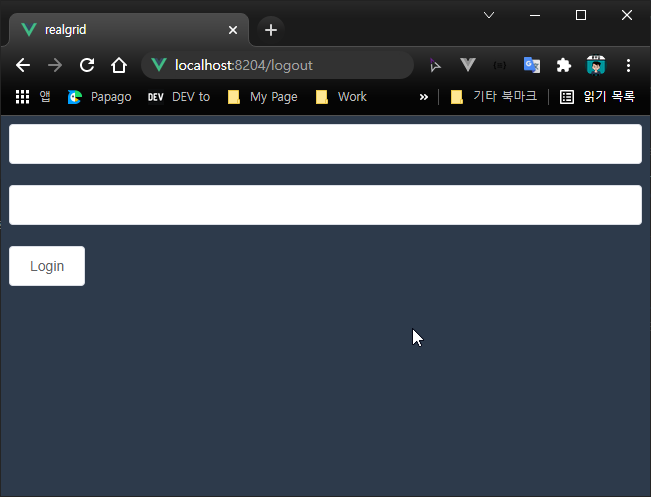 realgrid
localhost:8204/logout
앱 Papago DEV DEV to My Page Work » 기타 북마크 읽기 목록
Login